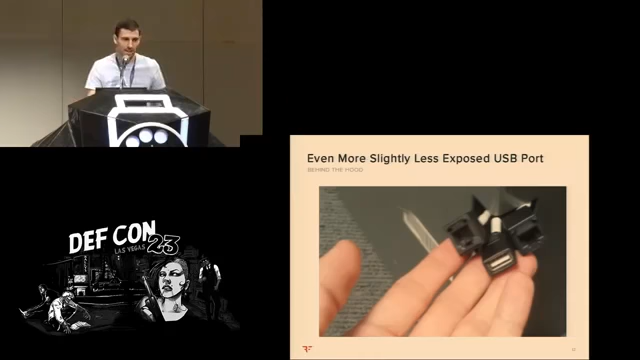 Even More Slightly Less Exposed USB Port
BEHIND THE HOOD
DEF CON
LAS VEGAS 23